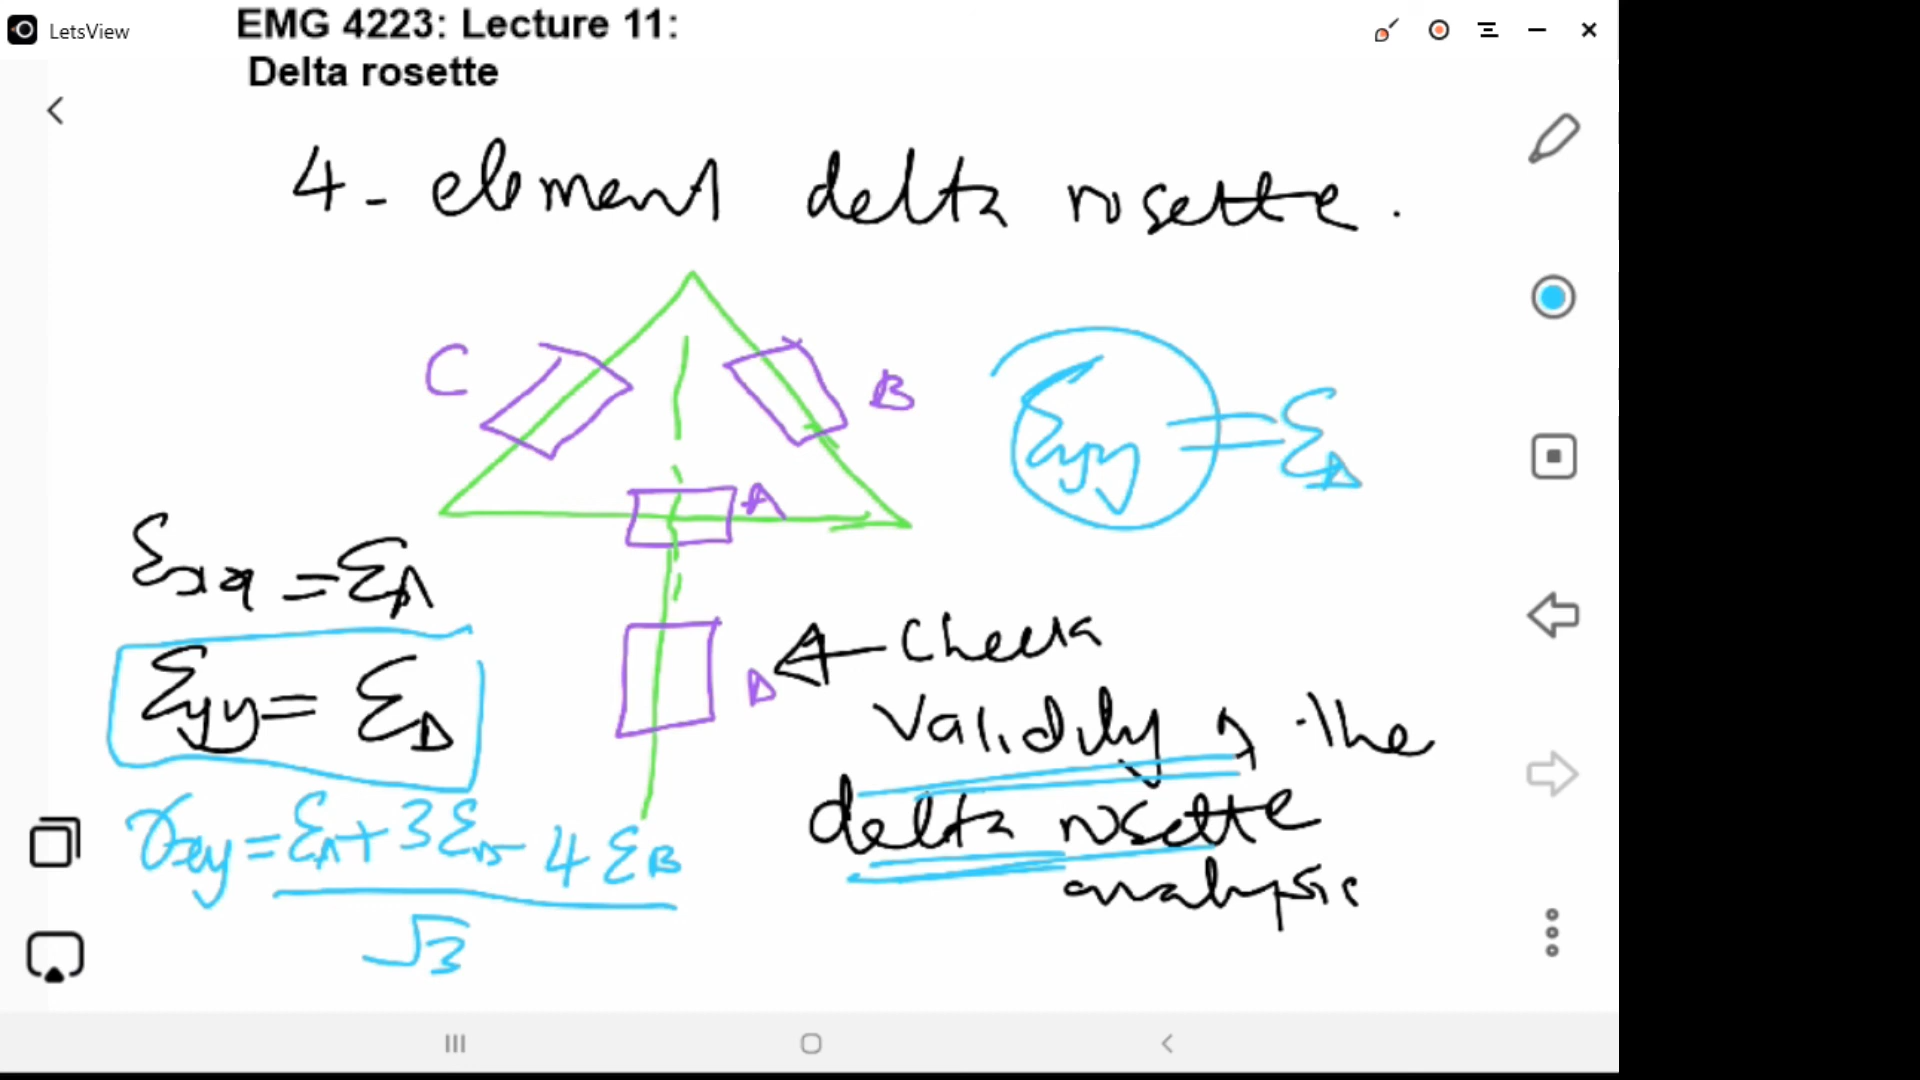 LetsView
EMG 4223: Lecture 11:
Delta rosette
4- element delta rosette.
C
B
A
D
εyy = εD
εxx = εA
εyy = εD
γxy = εA + 3εD - 4εB
√3
Check
validity of the
delta rosette
analysis